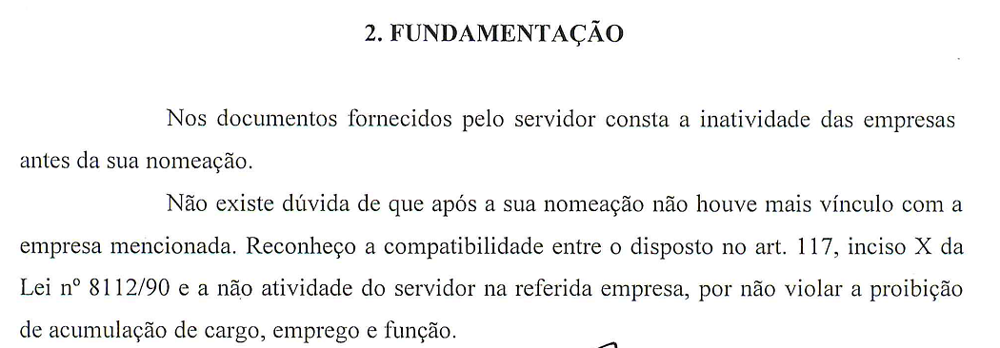 2. FUNDAMENTAÇÃO
Nos documentos fornecidos pelo servidor consta a inatividade das empresas
antes da sua nomeação.
Não existe dúvida de que após a sua nomeação não houve mais vínculo com a
empresa mencionada. Reconheço a compatibilidade entre o disposto no art. 117, inciso X da
Lei nº 8112/90 e a não atividade do servidor na referida empresa, por não violar a proibição
de acumulação de cargo, emprego e função.